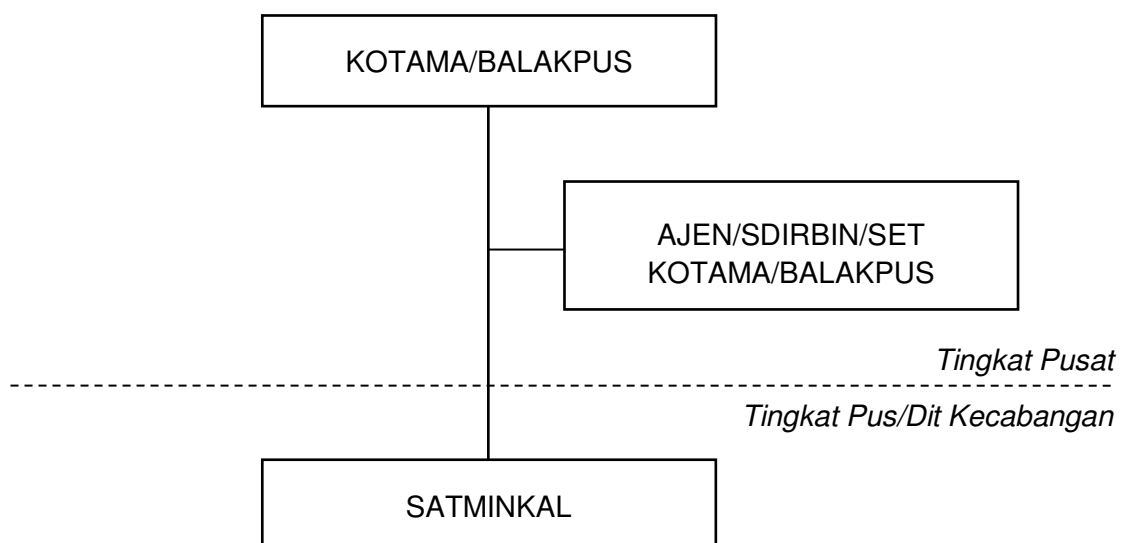 KOTAMA/BALAKPUS
AJEN/SDIRBIN/SET
KOTAMA/BALAKPUS
Tingkat Pusat
Tingkat Pus/Dit Kecabangan
SATMINKAL